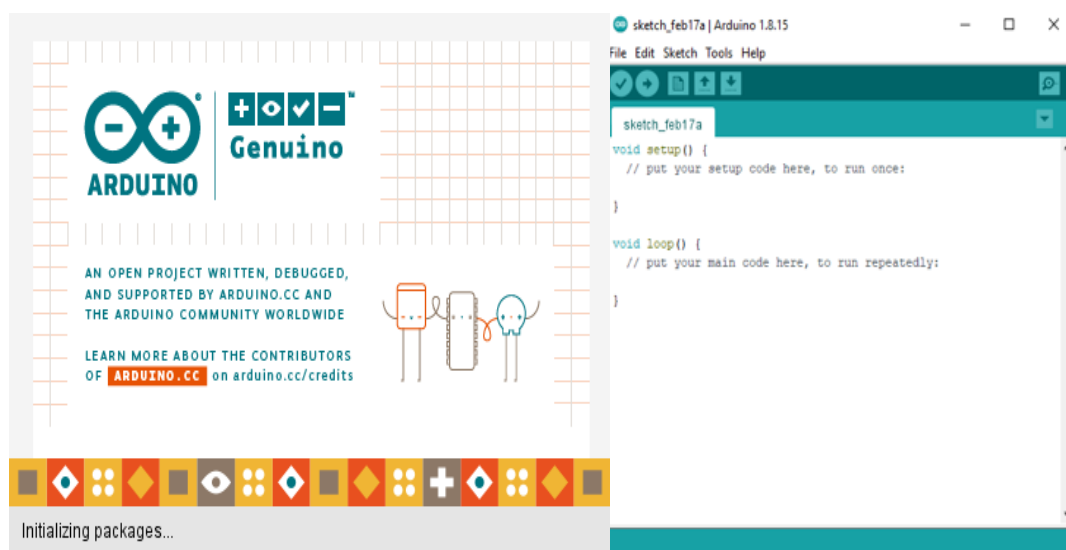 ARDUINO
Genuino
AN OPEN PROJECT WRITTEN, DEBUGGED,
AND SUPPORTED BY ARDUINO.CC AND
THE ARDUINO COMMUNITY WORLDWIDE
LEARN MORE ABOUT THE CONTRIBUTORS
OF ARDUINO.CC on arduino.cc/credits
Initializing packages...
sketch_feb17a | Arduino 1.8.15
File Edit Sketch Tools Help
sketch_feb17a
void setup() {
// put your setup code here, to run once:
}
void loop() {
// put your main code here, to run repeatedly:
}